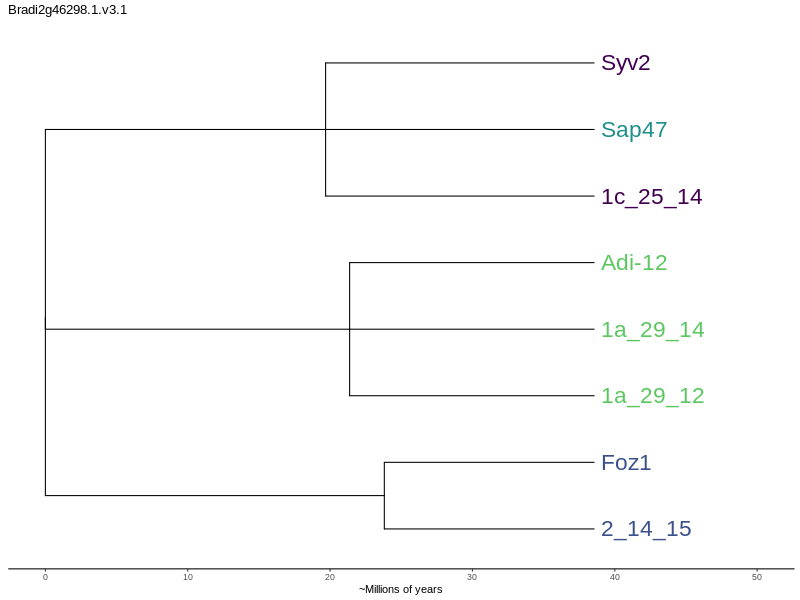 Bradi2g46298.1.v3.1
Syv2
Sap47
1c_25_14
Adi-12
1a_29_14
1a_29_12
Foz1
2_14_15
0 10 20 30 40 50
~Millions of years